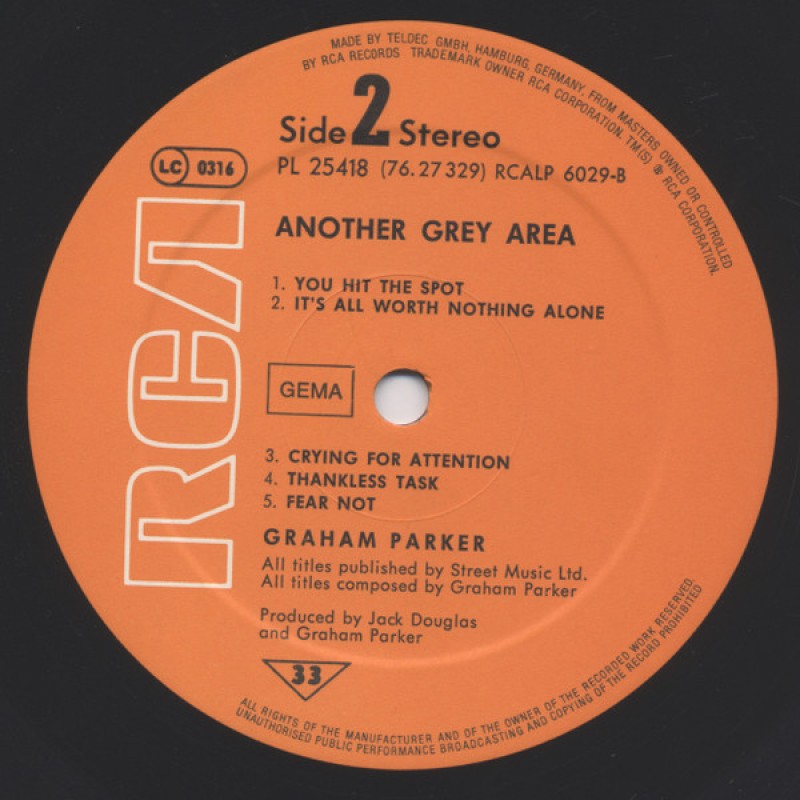 MADE BY TELDEC GMBH, HAMBURG, GERMANY, FROM MASTERS OWNED OR CONTROLLED
BY RCA RECORDS TRADEMARK OWNER RCA CORPORATION. TM(S) ® RCA CORPORATION.
Side 2 Stereo
LC 0316
PL 25418 (76.27329) RCALP 6029-B
RCA
ANOTHER GREY AREA
1. YOU HIT THE SPOT
2. IT'S ALL WORTH NOTHING ALONE
GEMA
3. CRYING FOR ATTENTION
4. THANKLESS TASK
5. FEAR NOT
GRAHAM PARKER
All titles published by Street Music Ltd.
All titles composed by Graham Parker
Produced by Jack Douglas
and Graham Parker
33
ALL RIGHTS OF THE MANUFACTURER AND OF THE OWNER OF THE RECORDED WORK RESERVED.
UNAUTHORISED PUBLIC PERFORMANCE BROADCASTING AND COPYING OF THE RECORD PROHIBITED